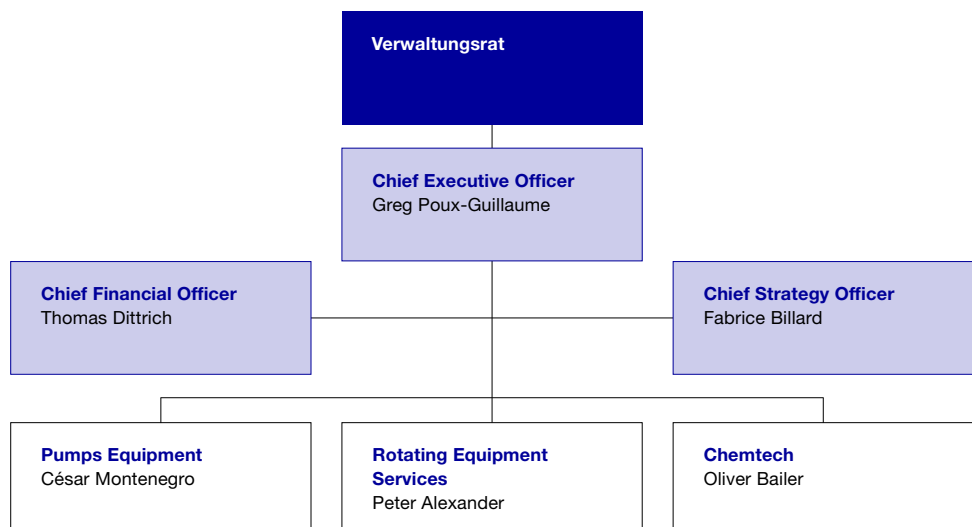 Verwaltungsrat
Chief Executive Officer
Greg Poux-Guillaume
Chief Financial Officer
Thomas Dittrich
Chief Strategy Officer
Fabrice Billard
Pumps Equipment
César Montenegro
Rotating Equipment
Services
Peter Alexander
Chemtech
Oliver Bailer